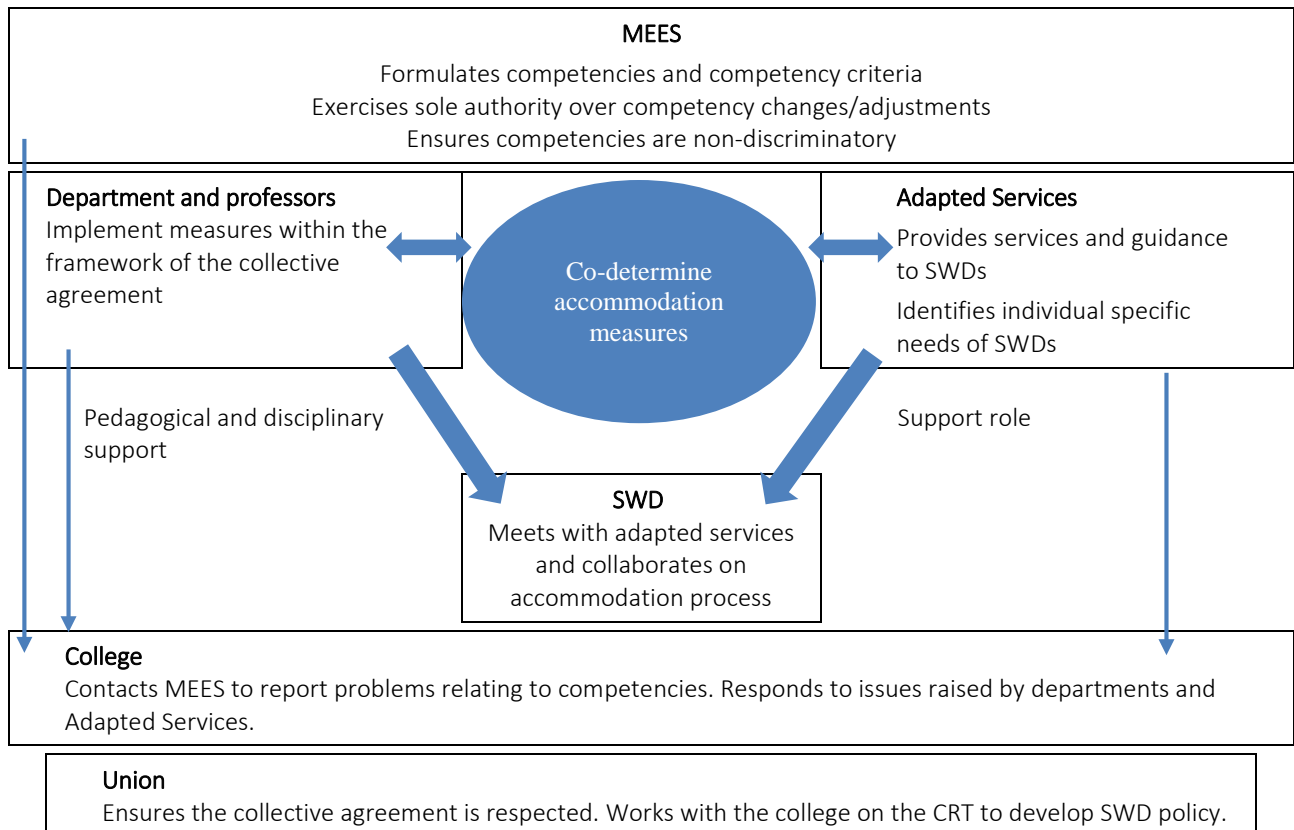 MEES
Formulates competencies and competency criteria
Exercises sole authority over competency changes/adjustments
Ensures competencies are non-discriminatory
Department and professors
Implement measures within the
framework of the collective
agreement
Co-determine
accommodation
measures
Adapted Services
Provides services and guidance
to SWDs
Identifies individual specific
needs of SWDs
Pedagogical and disciplinary
support
Support role
SWD
Meets with adapted services
and collaborates on
accommodation process
College
Contacts MEES to report problems relating to competencies. Responds to issues raised by departments and
Adapted Services.
Union
Ensures the collective agreement is respected. Works with the college on the CRT to develop SWD policy.